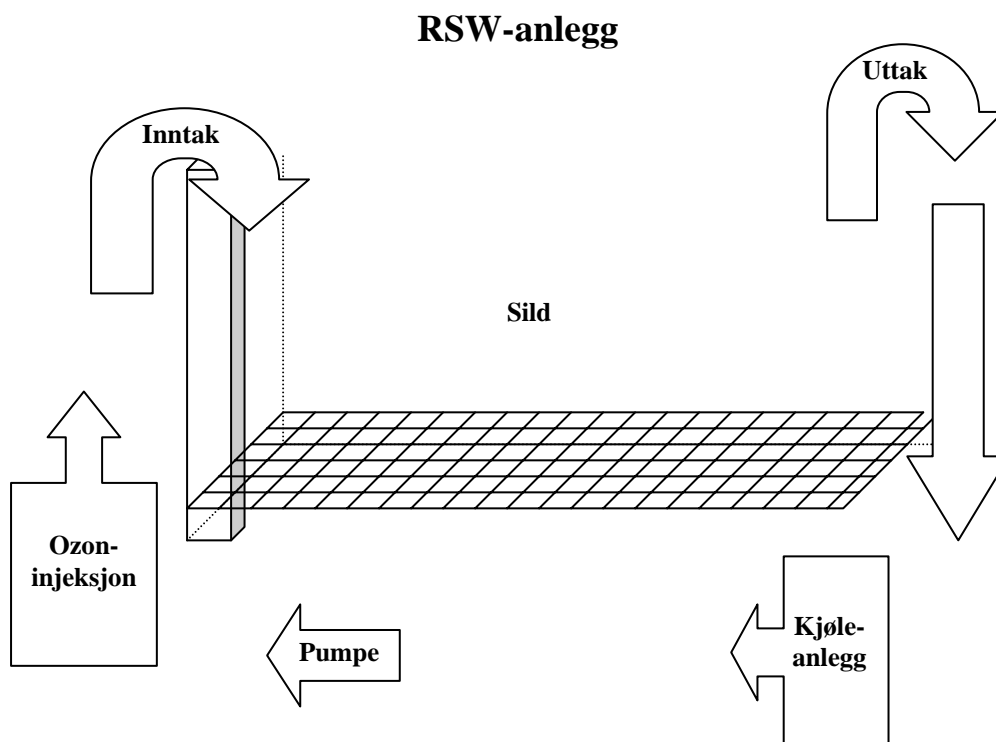 RSW-anlegg
Uttak
Inntak
Sild
Ozon-
injeksjon
Pumpe
Kjøle-
anlegg